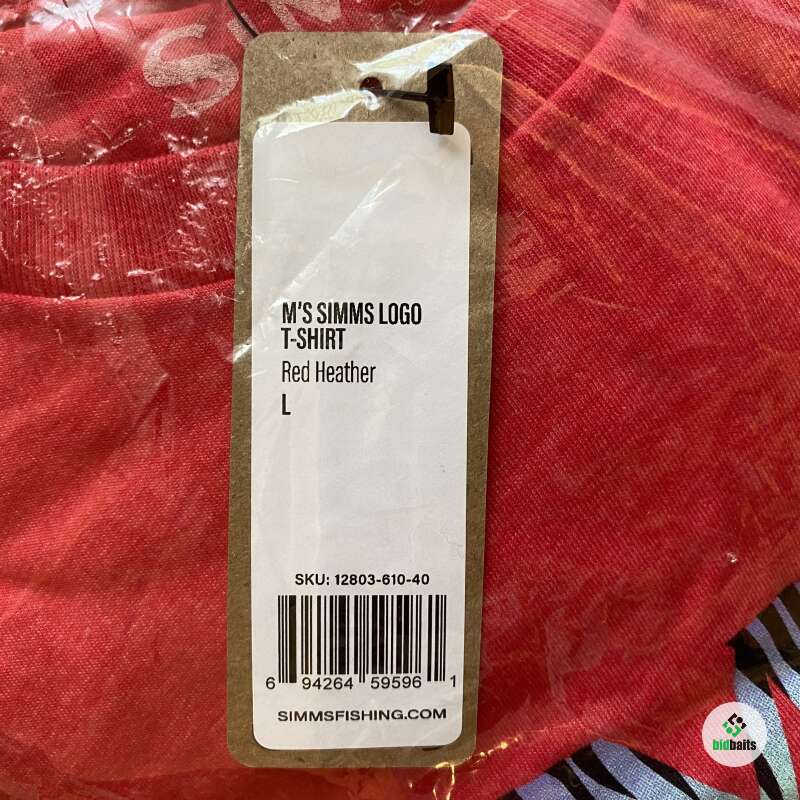 M'S SIMMS LOGO
T-SHIRT
Red Heather
L
SKU: 12803-610-40
6 94264 59596 1
SIMMSFISHING.COM
bidbaits